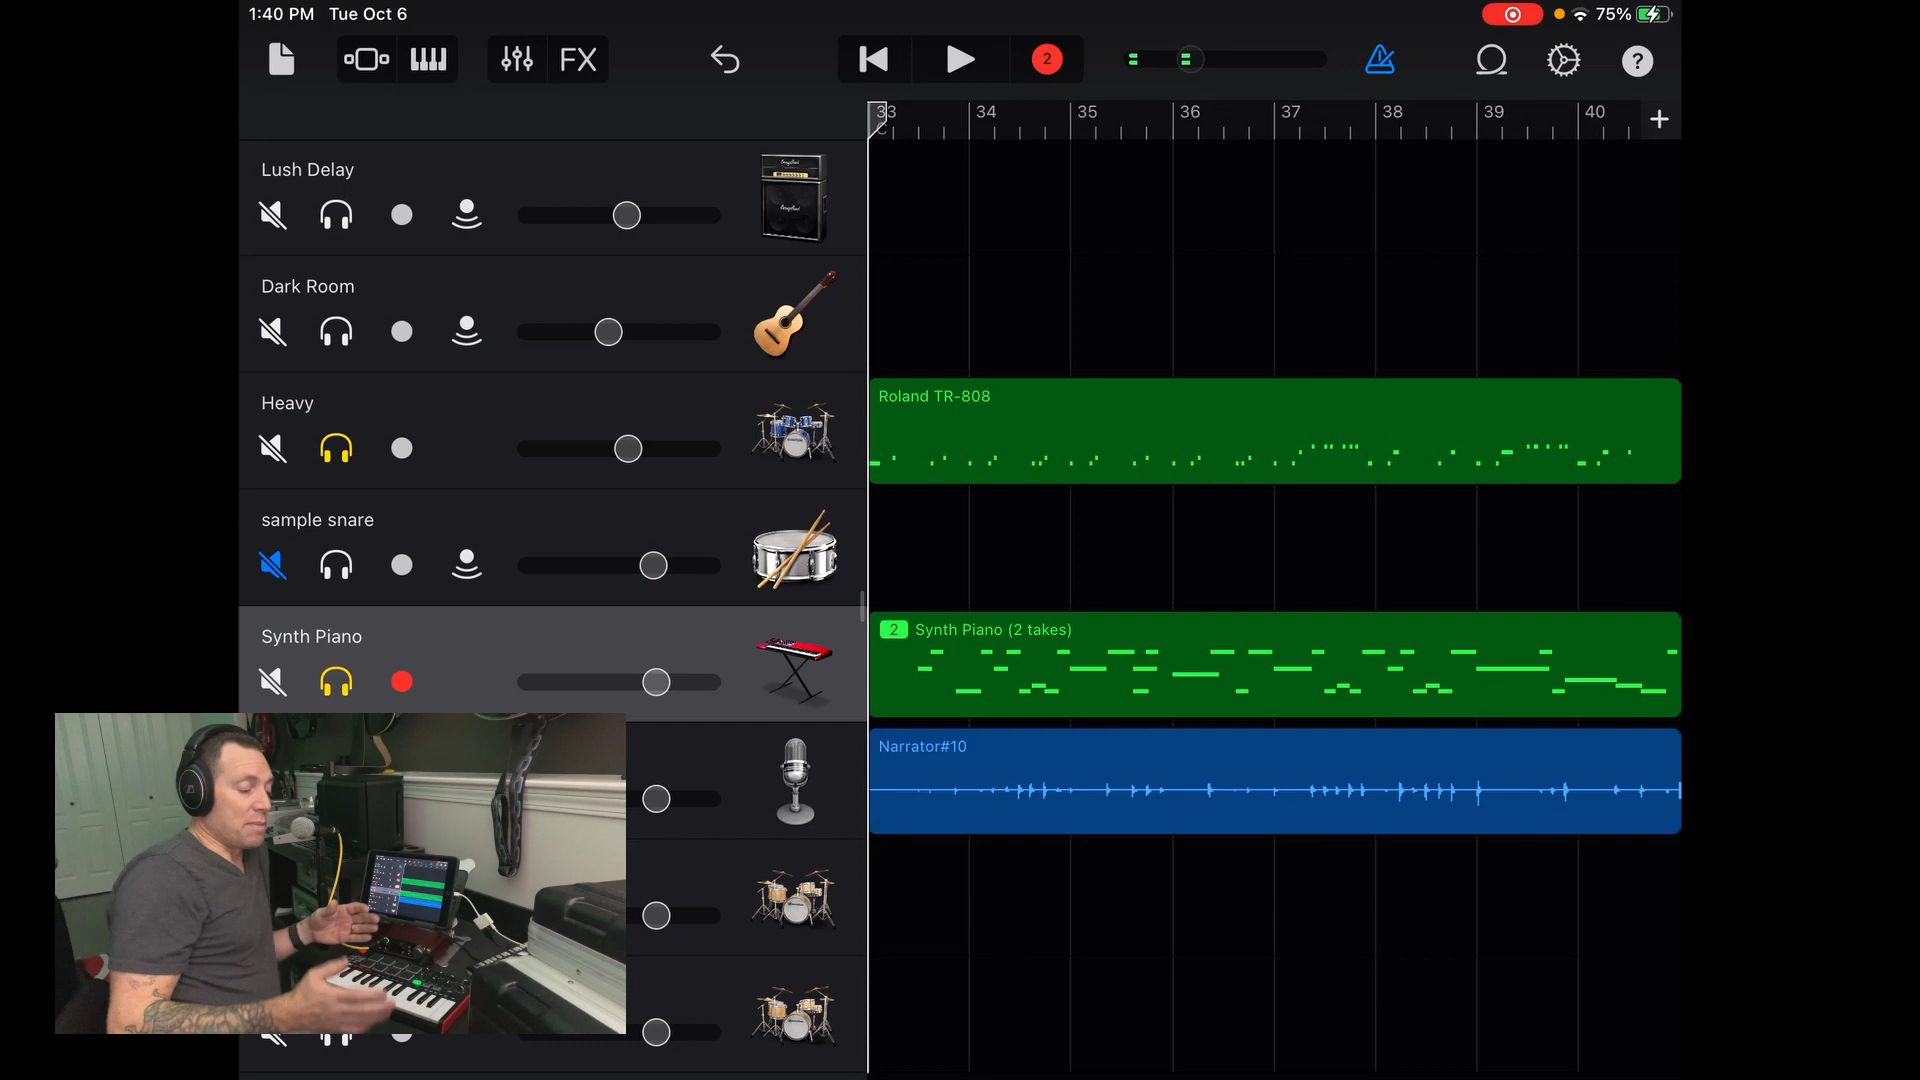 1:40 PM Tue Oct 6
75%
FX
2
?
33 34 35 36 37 38 39 40 +
C
Lush Delay
Dark Room
Heavy
Roland TR-808
sample snare
Synth Piano
2 Synth Piano (2 takes)
Narrator#10